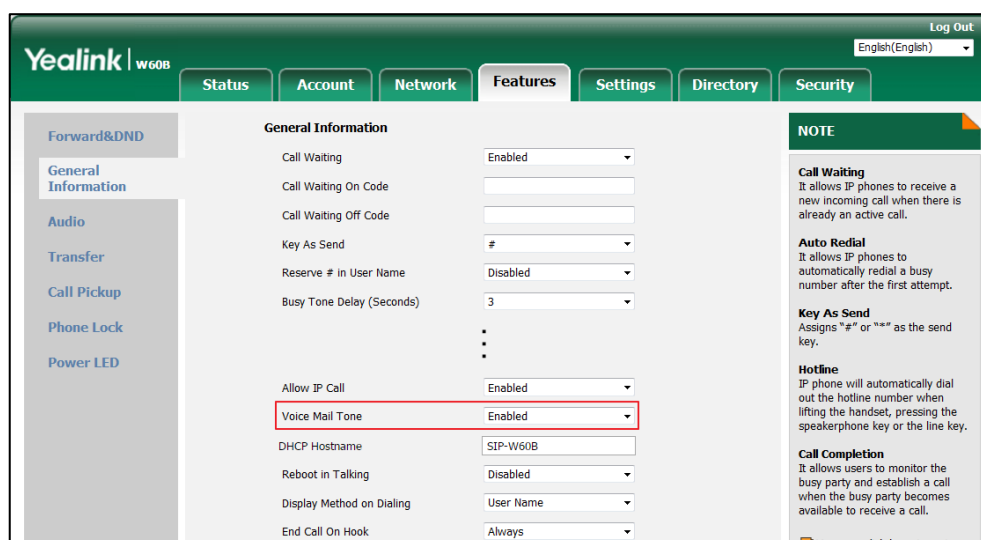 Log Out
English(English)
Yealink | W60B
Status Account Network Features Settings Directory Security
Forward&DND
General
Information
Audio
Transfer
Call Pickup
Phone Lock
Power LED
General Information
Call Waiting Enabled
Call Waiting On Code
Call Waiting Off Code
Key As Send #
Reserve # in User Name Disabled
Busy Tone Delay (Seconds) 3
Allow IP Call Enabled
Voice Mail Tone Enabled
DHCP Hostname SIP-W60B
Reboot in Talking Disabled
Display Method on Dialing User Name
End Call On Hook Always
NOTE
Call Waiting
It allows IP phones to receive a
new incoming call when there is
already an active call.
Auto Redial
It allows IP phones to
automatically redial a busy
number after the first attempt.
Key As Send
Assigns "#" or "*" as the send
key.
Hotline
IP phone will automatically dial
out the hotline number when
lifting the handset, pressing the
speakerphone key or the line key.
Call Completion
It allows users to monitor the
busy party and establish a call
when the busy party becomes
available to receive a call.